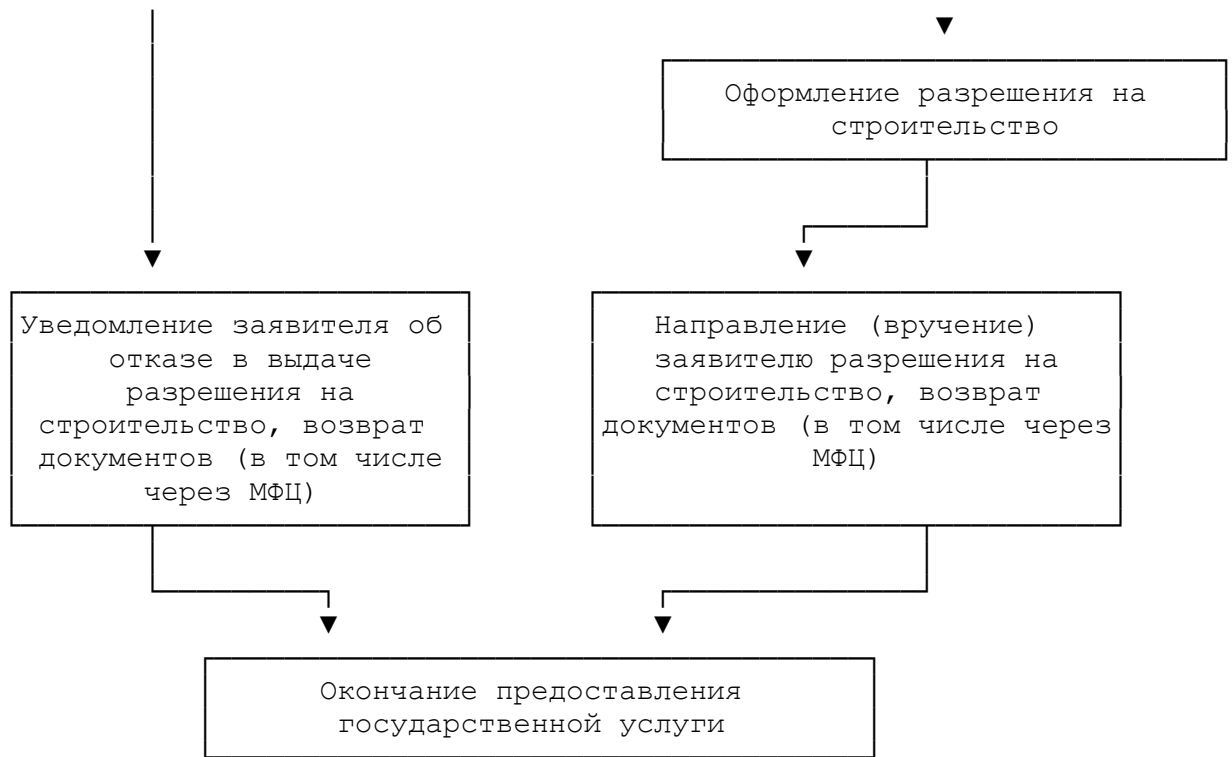 Оформление разрешения на
строительство
Уведомление заявителя об
отказе в выдаче
разрешения на
строительство, возврат
документов (в том числе
через МФЦ)
Направление (вручение)
заявителю разрешения на
строительство, возврат
документов (в том числе через
МФЦ)
Окончание предоставления
государственной услуги